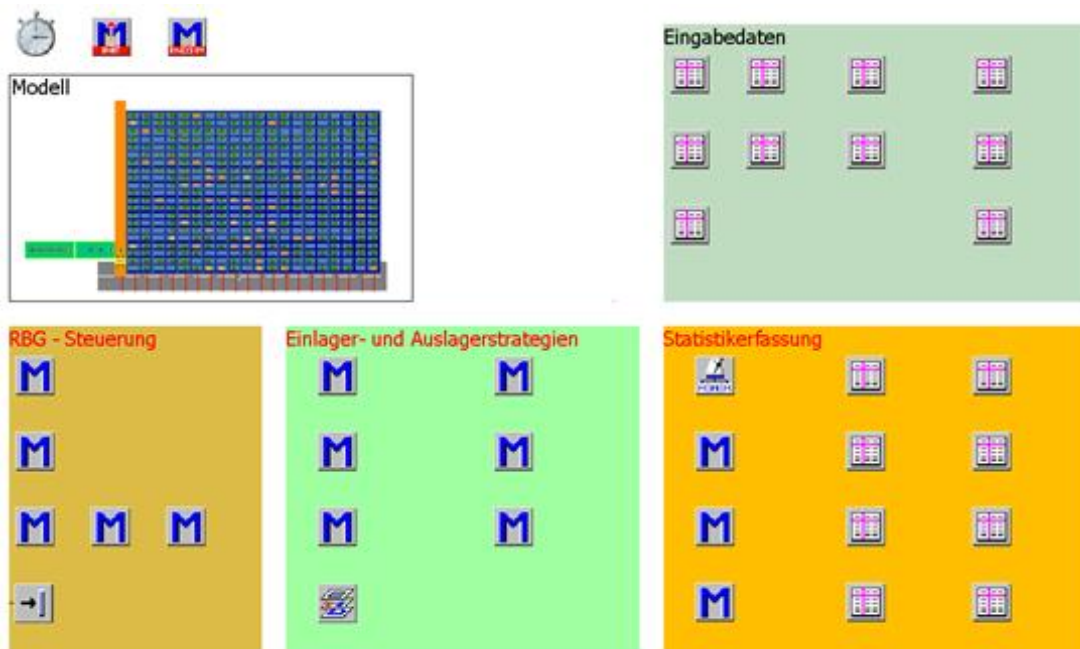 Eingabedaten
Modell
RBG - Steuerung
Einlager- und Auslagerstrategien
Statistikerfassung